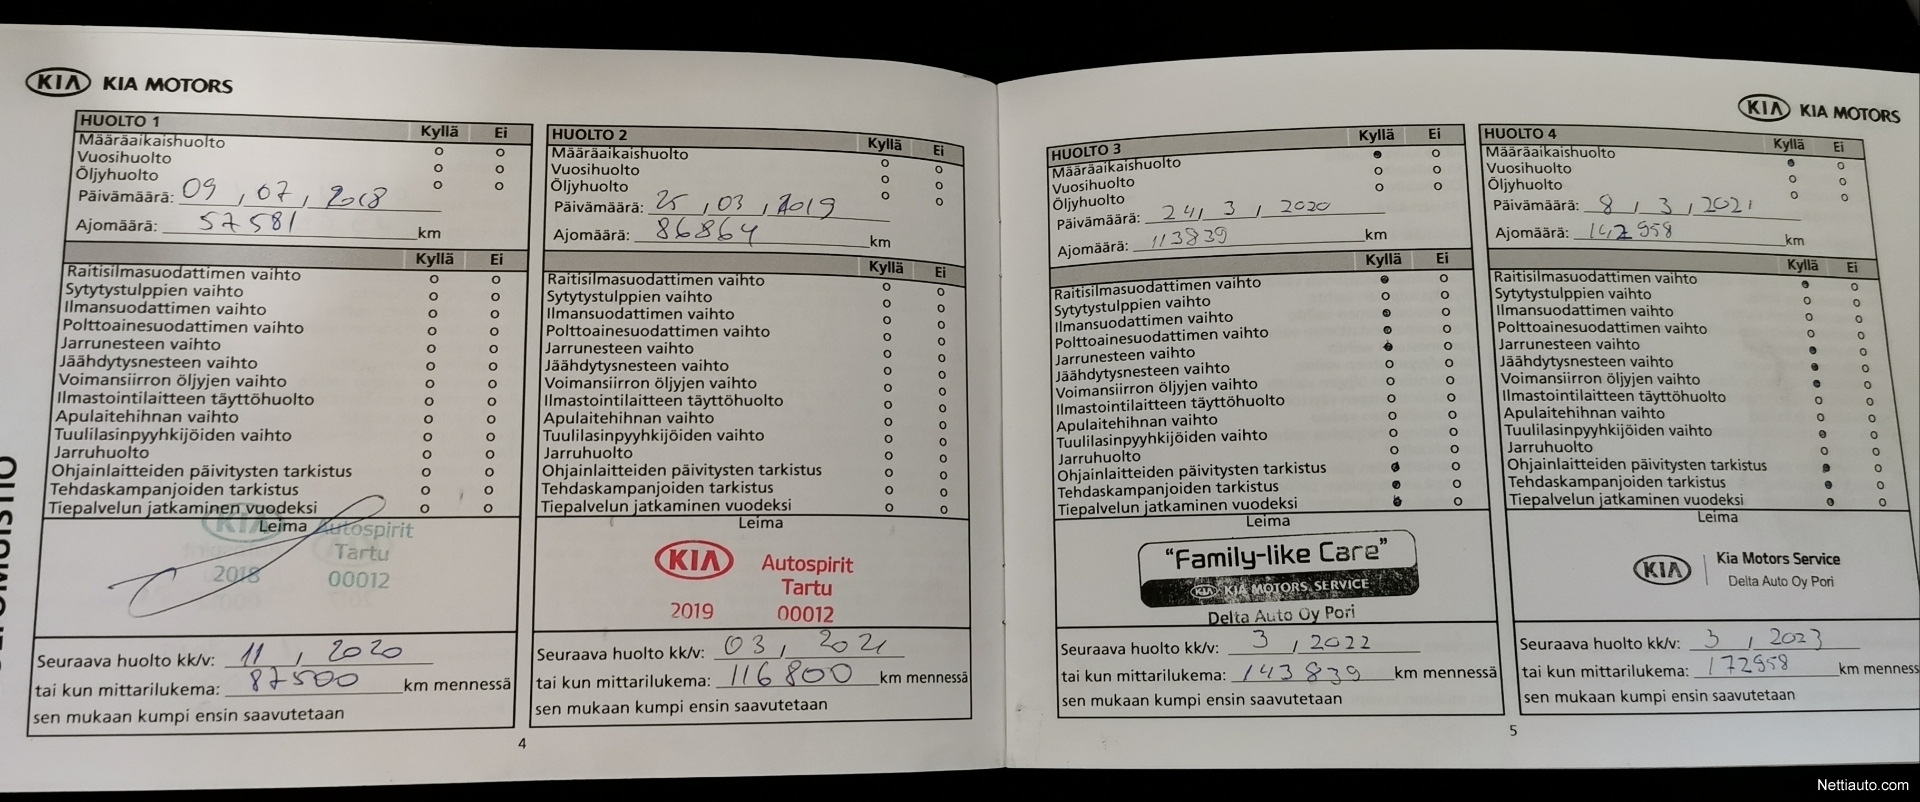 KIA KIA MOTORS
HUOLTO 1
Kyllä Ei
Määräaikaishuolto o o
Vuosihuolto o o
Öljyhuolto o o
Päivämäärä: 09 , 07 , 2018
Ajomäärä: 57581 km
Kyllä Ei
Raitisilmasuodattimen vaihto o o
Sytytystulppien vaihto o o
Ilmansuodattimen vaihto o o
Polttoainesuodattimen vaihto o o
Jarrunesteen vaihto o o
Jäähdytysnesteen vaihto o o
Voimansiirron öljyjen vaihto o o
Ilmastointilaitteen täyttöhuolto o o
Apulaitehihnan vaihto o o
Tuulilasinpyyhkijöiden vaihto o o
Jarruhuolto o o
Ohjainlaitteiden päivitysten tarkistus o o
Tehdaskampanjoiden tarkistus o o
Tiepalvelun jatkaminen vuodeksi o o
Leima
KIA Autospirit
Tartu
2018 00012
Seuraava huolto kk/v: 11 , 2020
tai kun mittarilukema: 87500 km mennessä
sen mukaan kumpi ensin saavutetaan
HUOLTO 2
Kyllä Ei
Määräaikaishuolto o o
Vuosihuolto o o
Öljyhuolto o o
Päivämäärä: 25 , 03 , 2019
Ajomäärä: 86864 km
Kyllä Ei
Raitisilmasuodattimen vaihto o o
Sytytystulppien vaihto o o
Ilmansuodattimen vaihto o o
Polttoainesuodattimen vaihto o o
Jarrunesteen vaihto o o
Jäähdytysnesteen vaihto o o
Voimansiirron öljyjen vaihto o o
Ilmastointilaitteen täyttöhuolto o o
Apulaitehihnan vaihto o o
Tuulilasinpyyhkijöiden vaihto o o
Jarruhuolto o o
Ohjainlaitteiden päivitysten tarkistus o o
Tehdaskampanjoiden tarkistus o o
Tiepalvelun jatkaminen vuodeksi o o
Leima
KIA Autospirit
Tartu
2019 00012
Seuraava huolto kk/v: 03 , 2021
tai kun mittarilukema: 116800 km mennessä
sen mukaan kumpi ensin saavutetaan
4
HUOLTO 3
Kyllä Ei
Määräaikaishuolto ● o
Vuosihuolto o o
Öljyhuolto o o
Päivämäärä: 24 , 3 , 2020
Ajomäärä: 113839 km
Kyllä Ei
Raitisilmasuodattimen vaihto ● o
Sytytystulppien vaihto o o
Ilmansuodattimen vaihto ● o
Polttoainesuodattimen vaihto ● o
Jarrunesteen vaihto ● o
Jäähdytysnesteen vaihto o o
Voimansiirron öljyjen vaihto o o
Ilmastointilaitteen täyttöhuolto o o
Apulaitehihnan vaihto o o
Tuulilasinpyyhkijöiden vaihto o o
Jarruhuolto o o
Ohjainlaitteiden päivitysten tarkistus ● o
Tehdaskampanjoiden tarkistus ● o
Tiepalvelun jatkaminen vuodeksi ● o
Leima
"Family-like Care"
KIA KIA MOTORS SERVICE
Delta Auto Oy Pori
Seuraava huolto kk/v: 3 , 2022
tai kun mittarilukema: 143839 km mennessä
sen mukaan kumpi ensin saavutetaan
KIA KIA MOTORS
HUOLTO 4
Kyllä Ei
Määräaikaishuolto ● o
Vuosihuolto o o
Öljyhuolto o o
Päivämäärä: 8 , 3 , 2021
Ajomäärä: 142958 km
Kyllä Ei
Raitisilmasuodattimen vaihto ● o
Sytytystulppien vaihto o o
Ilmansuodattimen vaihto o o
Polttoainesuodattimen vaihto o o
Jarrunesteen vaihto ● o
Jäähdytysnesteen vaihto ● o
Voimansiirron öljyjen vaihto ● o
Ilmastointilaitteen täyttöhuolto o o
Apulaitehihnan vaihto o o
Tuulilasinpyyhkijöiden vaihto ● o
Jarruhuolto o o
Ohjainlaitteiden päivitysten tarkistus ● o
Tehdaskampanjoiden tarkistus ● o
Tiepalvelun jatkaminen vuodeksi ● o
Leima
KIA Kia Motors Service
Delta Auto Oy Pori
Seuraava huolto kk/v: 3 , 2023
tai kun mittarilukema: 172958 km menness
sen mukaan kumpi ensin saavutetaan
5
Nettiauto.com